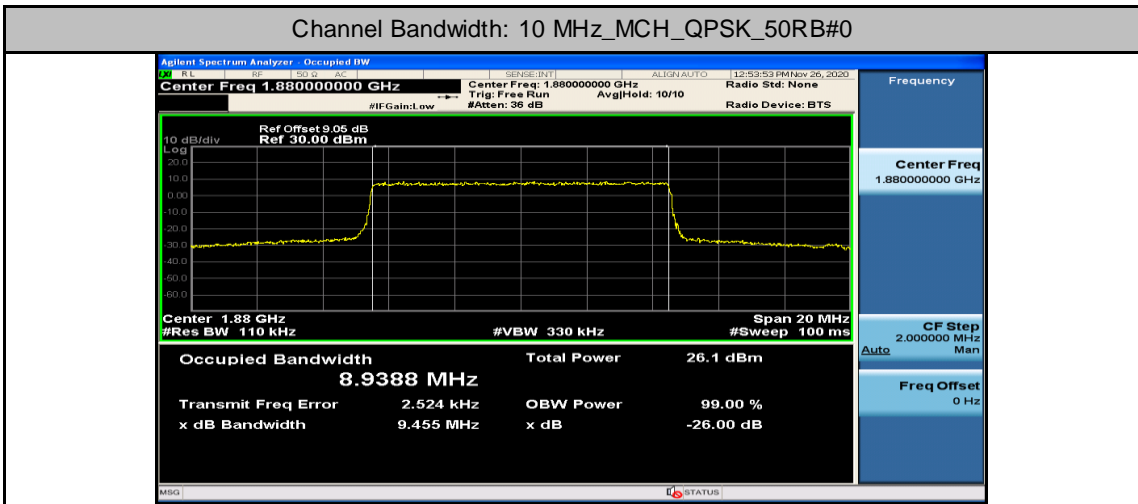 Channel Bandwidth: 10 MHz_MCH_QPSK_50RB#0
Agilent Spectrum Analyzer - Occupied BW
LXI RL RF 50 Ω AC SENSE:INT ALIGN AUTO 12:53:53 PM Nov 26, 2020
Center Freq 1.880000000 GHz Center Freq: 1.880000000 GHz Radio Std: None
Trig: Free Run Avg|Hold: 10/10
#IFGain:Low #Atten: 36 dB Radio Device: BTS
Frequency
Ref Offset 9.05 dB
10 dB/div Ref 30.00 dBm
Log
20.0
10.0
0.00
-10.0
-20.0
-30.0
-40.0
-50.0
-60.0
Center Freq
1.880000000 GHz
Center 1.88 GHz Span 20 MHz
#Res BW 110 kHz #VBW 330 kHz #Sweep 100 ms
CF Step
2.000000 MHz
Auto Man
Occupied Bandwidth Total Power 26.1 dBm
8.9388 MHz
Transmit Freq Error 2.524 kHz OBW Power 99.00 %
x dB Bandwidth 9.455 MHz x dB -26.00 dB
Freq Offset
0 Hz
MSG STATUS